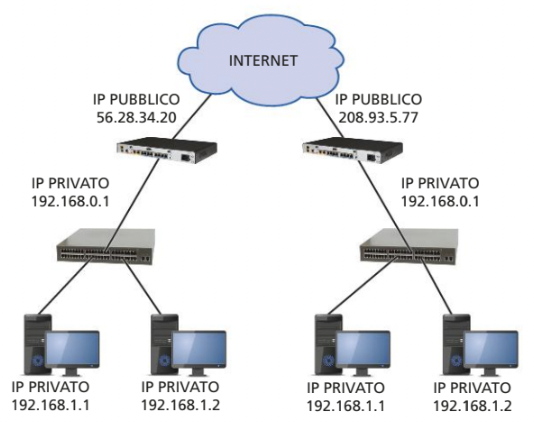 INTERNET
IP PUBBLICO
56.28.34.20
IP PUBBLICO
208.93.5.77
IP PRIVATO
192.168.0.1
IP PRIVATO
192.168.0.1
IP PRIVATO
192.168.1.1
IP PRIVATO
192.168.1.2
IP PRIVATO
192.168.1.1
IP PRIVATO
192.168.1.2